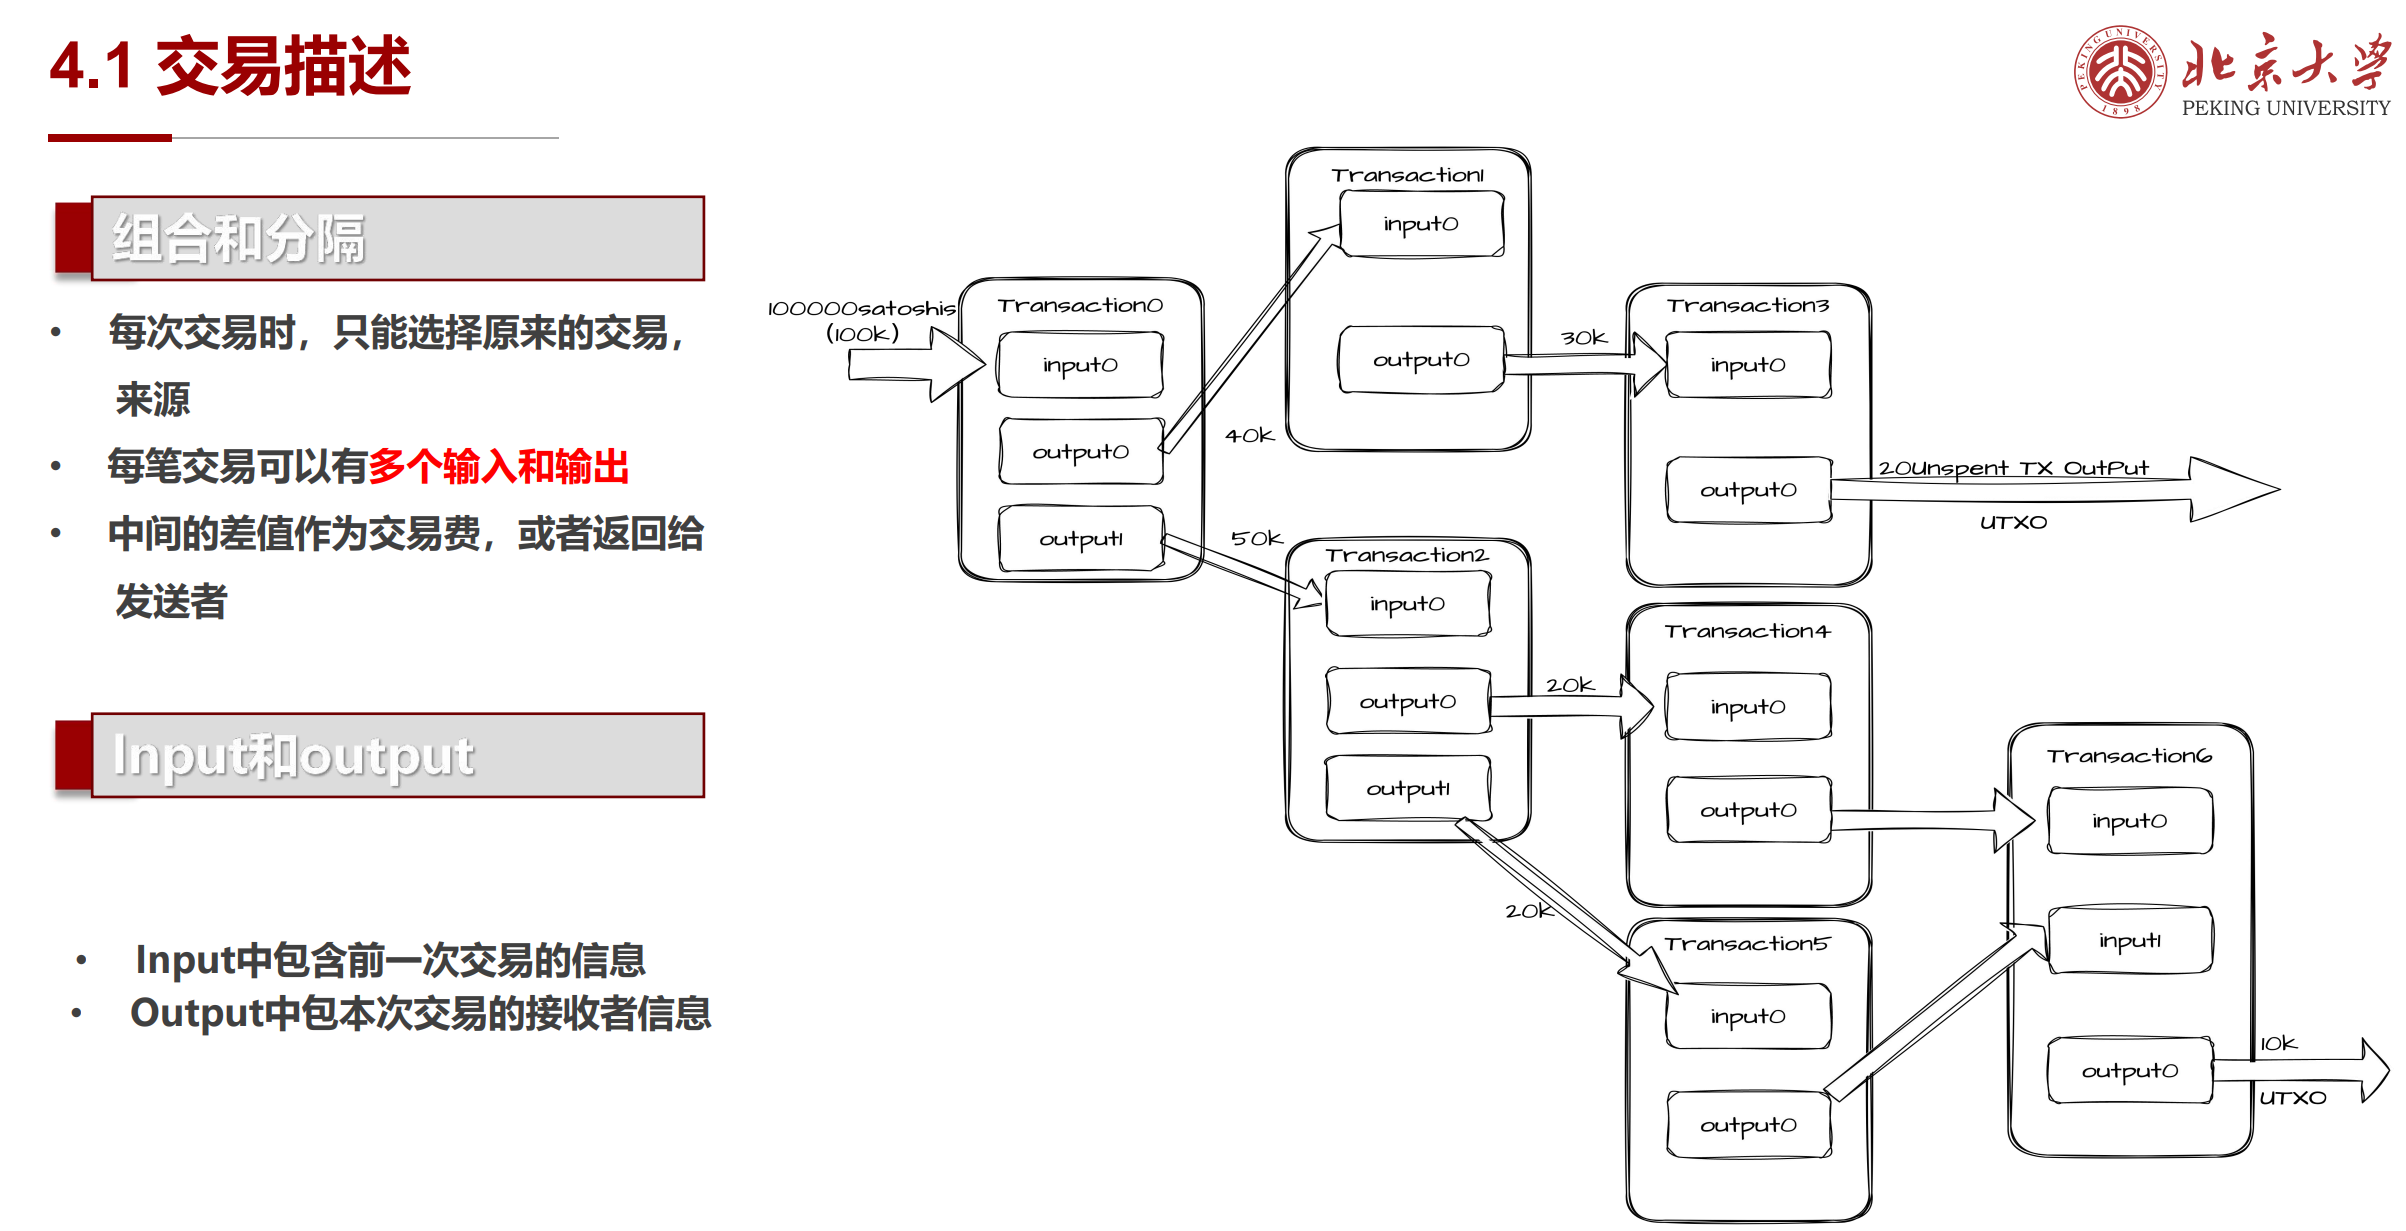 4.1 交易描述
北京大学
PEKING UNIVERSITY
PEKING UNIVERSITY
1898
组合和分隔
• 每次交易时，只能选择原来的交易，
来源
• 每笔交易可以有多个输入和输出
• 中间的差值作为交易费，或者返回给
发送者
Input和output
• Input中包含前一次交易的信息
• Output中包本次交易的接收者信息
100000satoshis
(100k)
Transaction0
input0
output0
output1
40k
50k
Transaction1
input0
output0
30k
Transaction2
input0
output0
output1
20k
20k
Transaction3
input0
output0
20Unspent TX OutPut
UTXO
Transaction4
input0
output0
Transaction5
input0
output0
Transaction6
input0
input1
output0
10k
UTXO